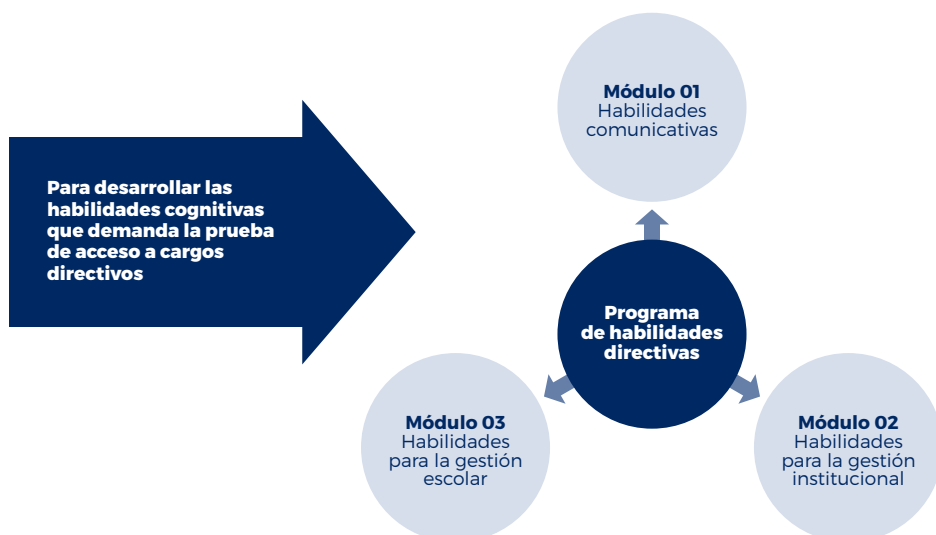 Para desarrollar las
habilidades cognitivas
que demanda la prueba
de acceso a cargos
directivos
Módulo 01
Habilidades
comunicativas
Programa
de habilidades
directivas
Módulo 03
Habilidades
para la gestión
escolar
Módulo 02
Habilidades
para la gestión
institucional